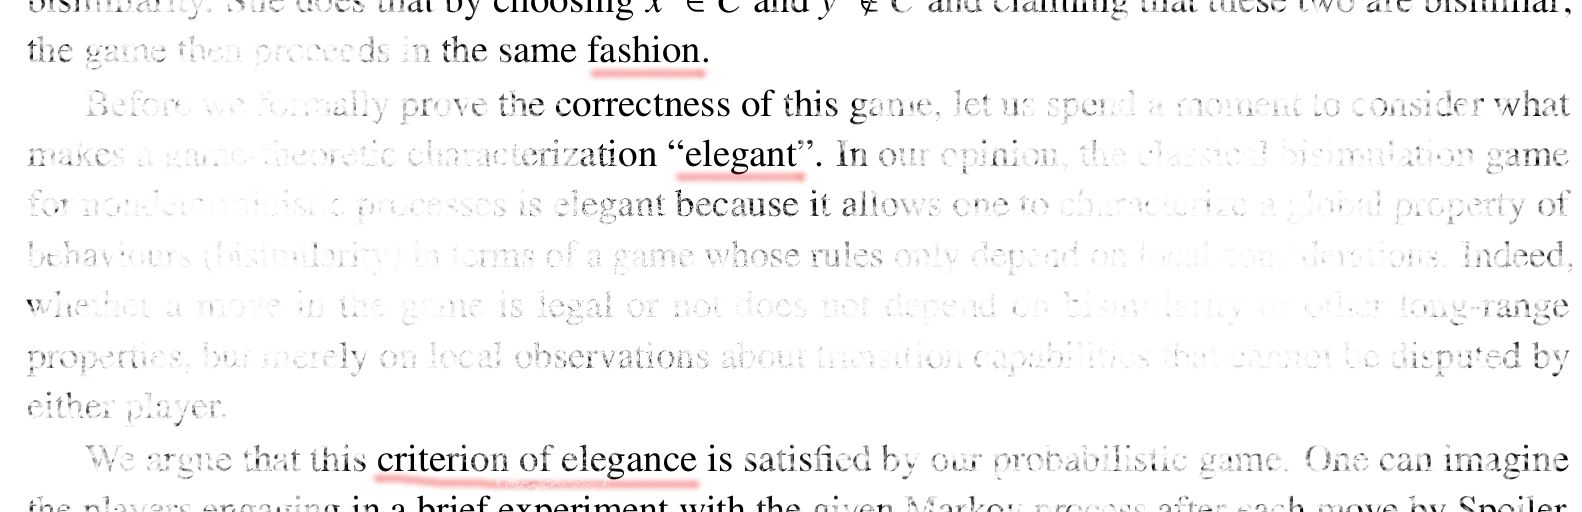 bisimilarity. She does that by choosing x ∈ C and y ∉ C and claiming that these two are bisimilar,
the game then proceeds in the same fashion.
Before we formally prove the correctness of this game, let us spend a moment to consider what
makes a game-theoretic characterization “elegant”. In our opinion, the classical bisimulation game
for nondeterministic processes is elegant because it allows one to characterize a global property of
behaviours (bisimilarity) in terms of a game whose rules only depend on local considerations. Indeed,
whether a move in the game is legal or not does not depend on bisimilarity or other long-range
properties, but merely on local observations about transition capabilities that cannot be disputed by
either player.
We argue that this criterion of elegance is satisfied by our probabilistic game. One can imagine
the players engaging in a brief experiment with the given Markov process after each move by Spoiler